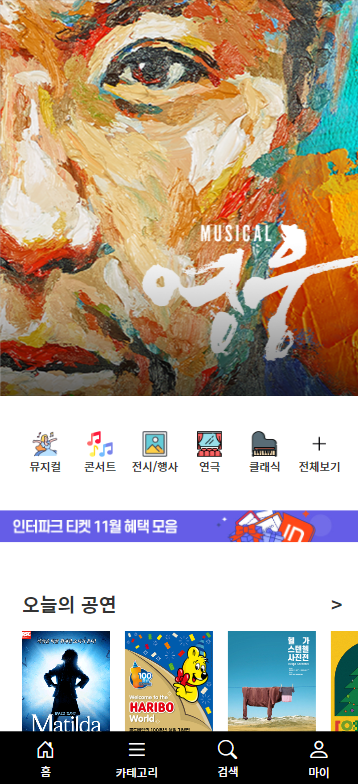 MUSICAL
영웅
뮤지컬
콘서트
전시/행사
연극
클래식
전체보기
인터파크 티켓 11월 혜택 모음
오늘의 공연
>
Matilda
100
Welcome to the
HARIBO
World
헬가
스텐첼
사진전
홈
카테고리
검색
마이